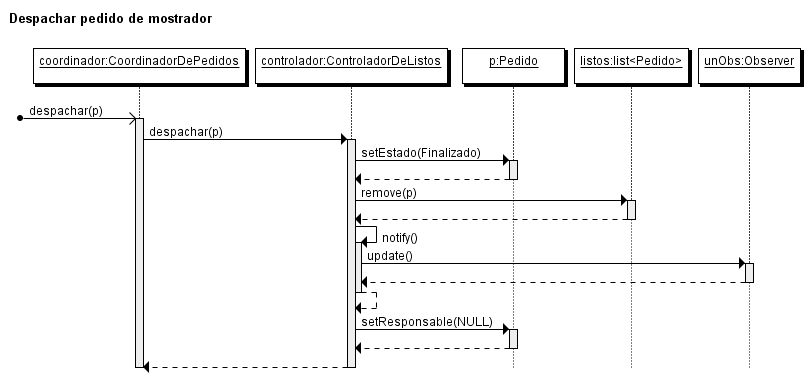 Despachar pedido de mostrador
coordinador:CoordinadorDePedidos
controlador:ControladorDeListos
p:Pedido
listos:list<Pedido>
unObs:Observer
despachar(p)
despachar(p)
setEstado(Finalizado)
remove(p)
notify()
update()
setResponsable(NULL)